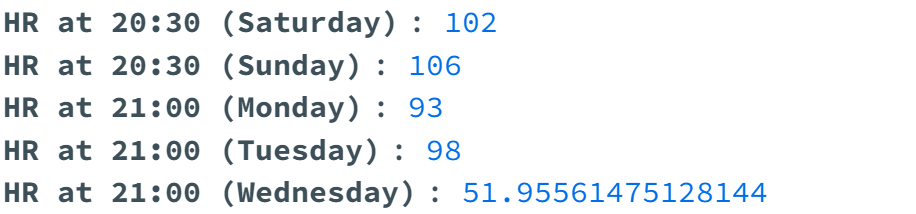 HR at 20:30 (Saturday) : 102
HR at 20:30 (Sunday) : 106
HR at 21:00 (Monday) : 93
HR at 21:00 (Tuesday) : 98
HR at 21:00 (Wednesday) : 51.95561475128144